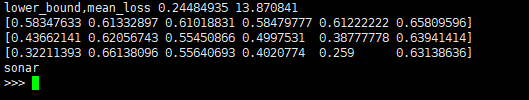 lower_bound,mean_loss 0.24484935 13.870841
[0.58347633 0.61332897 0.61018831 0.58479777 0.61222222 0.65809596]
[0.43662141 0.62056743 0.55450866 0.4997531  0.38777778 0.63941414]
[0.32211393 0.66138096 0.55640693 0.4020774  0.259      0.63138636]
sonar
>>>